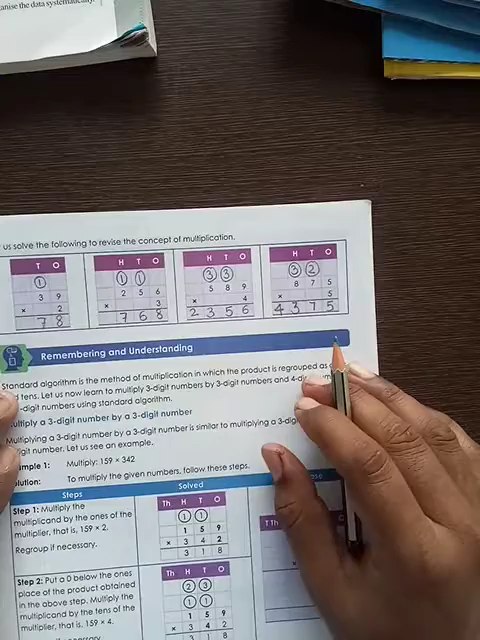 anise the data systematically.
us solve the following to revise the concept of multiplication.
T O
1
3 9
× 2
7 8
H T O
1 1
2 5 6
× 3
7 6 8
H T O
3 3
5 8 9
× 4
2 3 5 6
H T O
3 2
8 7 5
× 5
4 3 7 5
Remembering and Understanding
Standard algorithm is the method of multiplication in which the product is regrouped as
d tens. Let us now learn to multiply 3-digit numbers by 3-digit numbers and 4-di
-digit numbers using standard algorithm.
ultiply a 3-digit number by a 3-digit number
Multiplying a 3-digit number by a 3-digit number is similar to multiplying a 3-dig
digit number. Let us see an example.
mple 1: Multiply: 159 × 342
lution: To multiply the given numbers, follow these steps.
Steps Solved
Step 1: Multiply the
multiplicand by the ones of the
multiplier, that is, 159 × 2.
Regroup if necessary.
Th H T O
1 1
1 5 9
× 3 4 2
3 1 8
T Th
×
Step 2: Put a 0 below the ones
place of the product obtained
in the above step. Multiply the
multiplicand by the tens of the
multiplier, that is, 159 × 4.
Th H T O
2 3
1 1
1 5 9
× 3 4 2
3 1 8